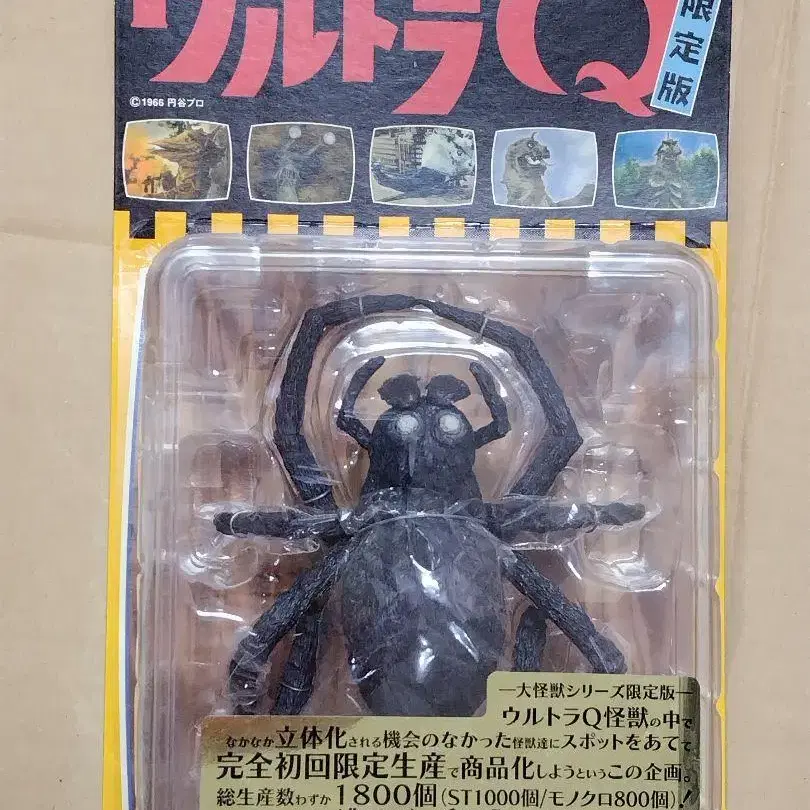 ウルトラQ
限定版
©1966 円谷プロ
―大怪獣シリーズ限定版―
ウルトラQ怪獣の中で
なかなか立体化される機会のなかった怪獣達にスポットをあてて、
完全初回限定生産で商品化しようというこの企画。
総生産数わずか1800個(ST1000個/モノクロ800個)!